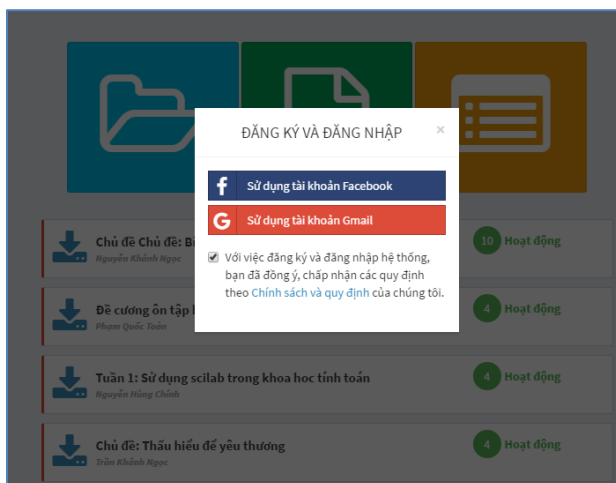 ĐĂNG KÝ VÀ ĐĂNG NHẬP ×
f Sử dụng tài khoản Facebook
G Sử dụng tài khoản Gmail
Với việc đăng ký và đăng nhập hệ thống,
bạn đã đồng ý, chấp nhận các quy định
theo Chính sách và quy định của chúng tôi.
Chủ đề Chủ đề: Bi
Nguyễn Khánh Ngọc
10 Hoạt động
Đề cương ôn tập
Phạm Quốc Toản
4 Hoạt động
Tuần 1: Sử dụng scilab trong khoa học tính toán
Nguyễn Hùng Chính
4 Hoạt động
Chủ đề: Thấu hiểu để yêu thương
Trần Khánh Ngọc
4 Hoạt động